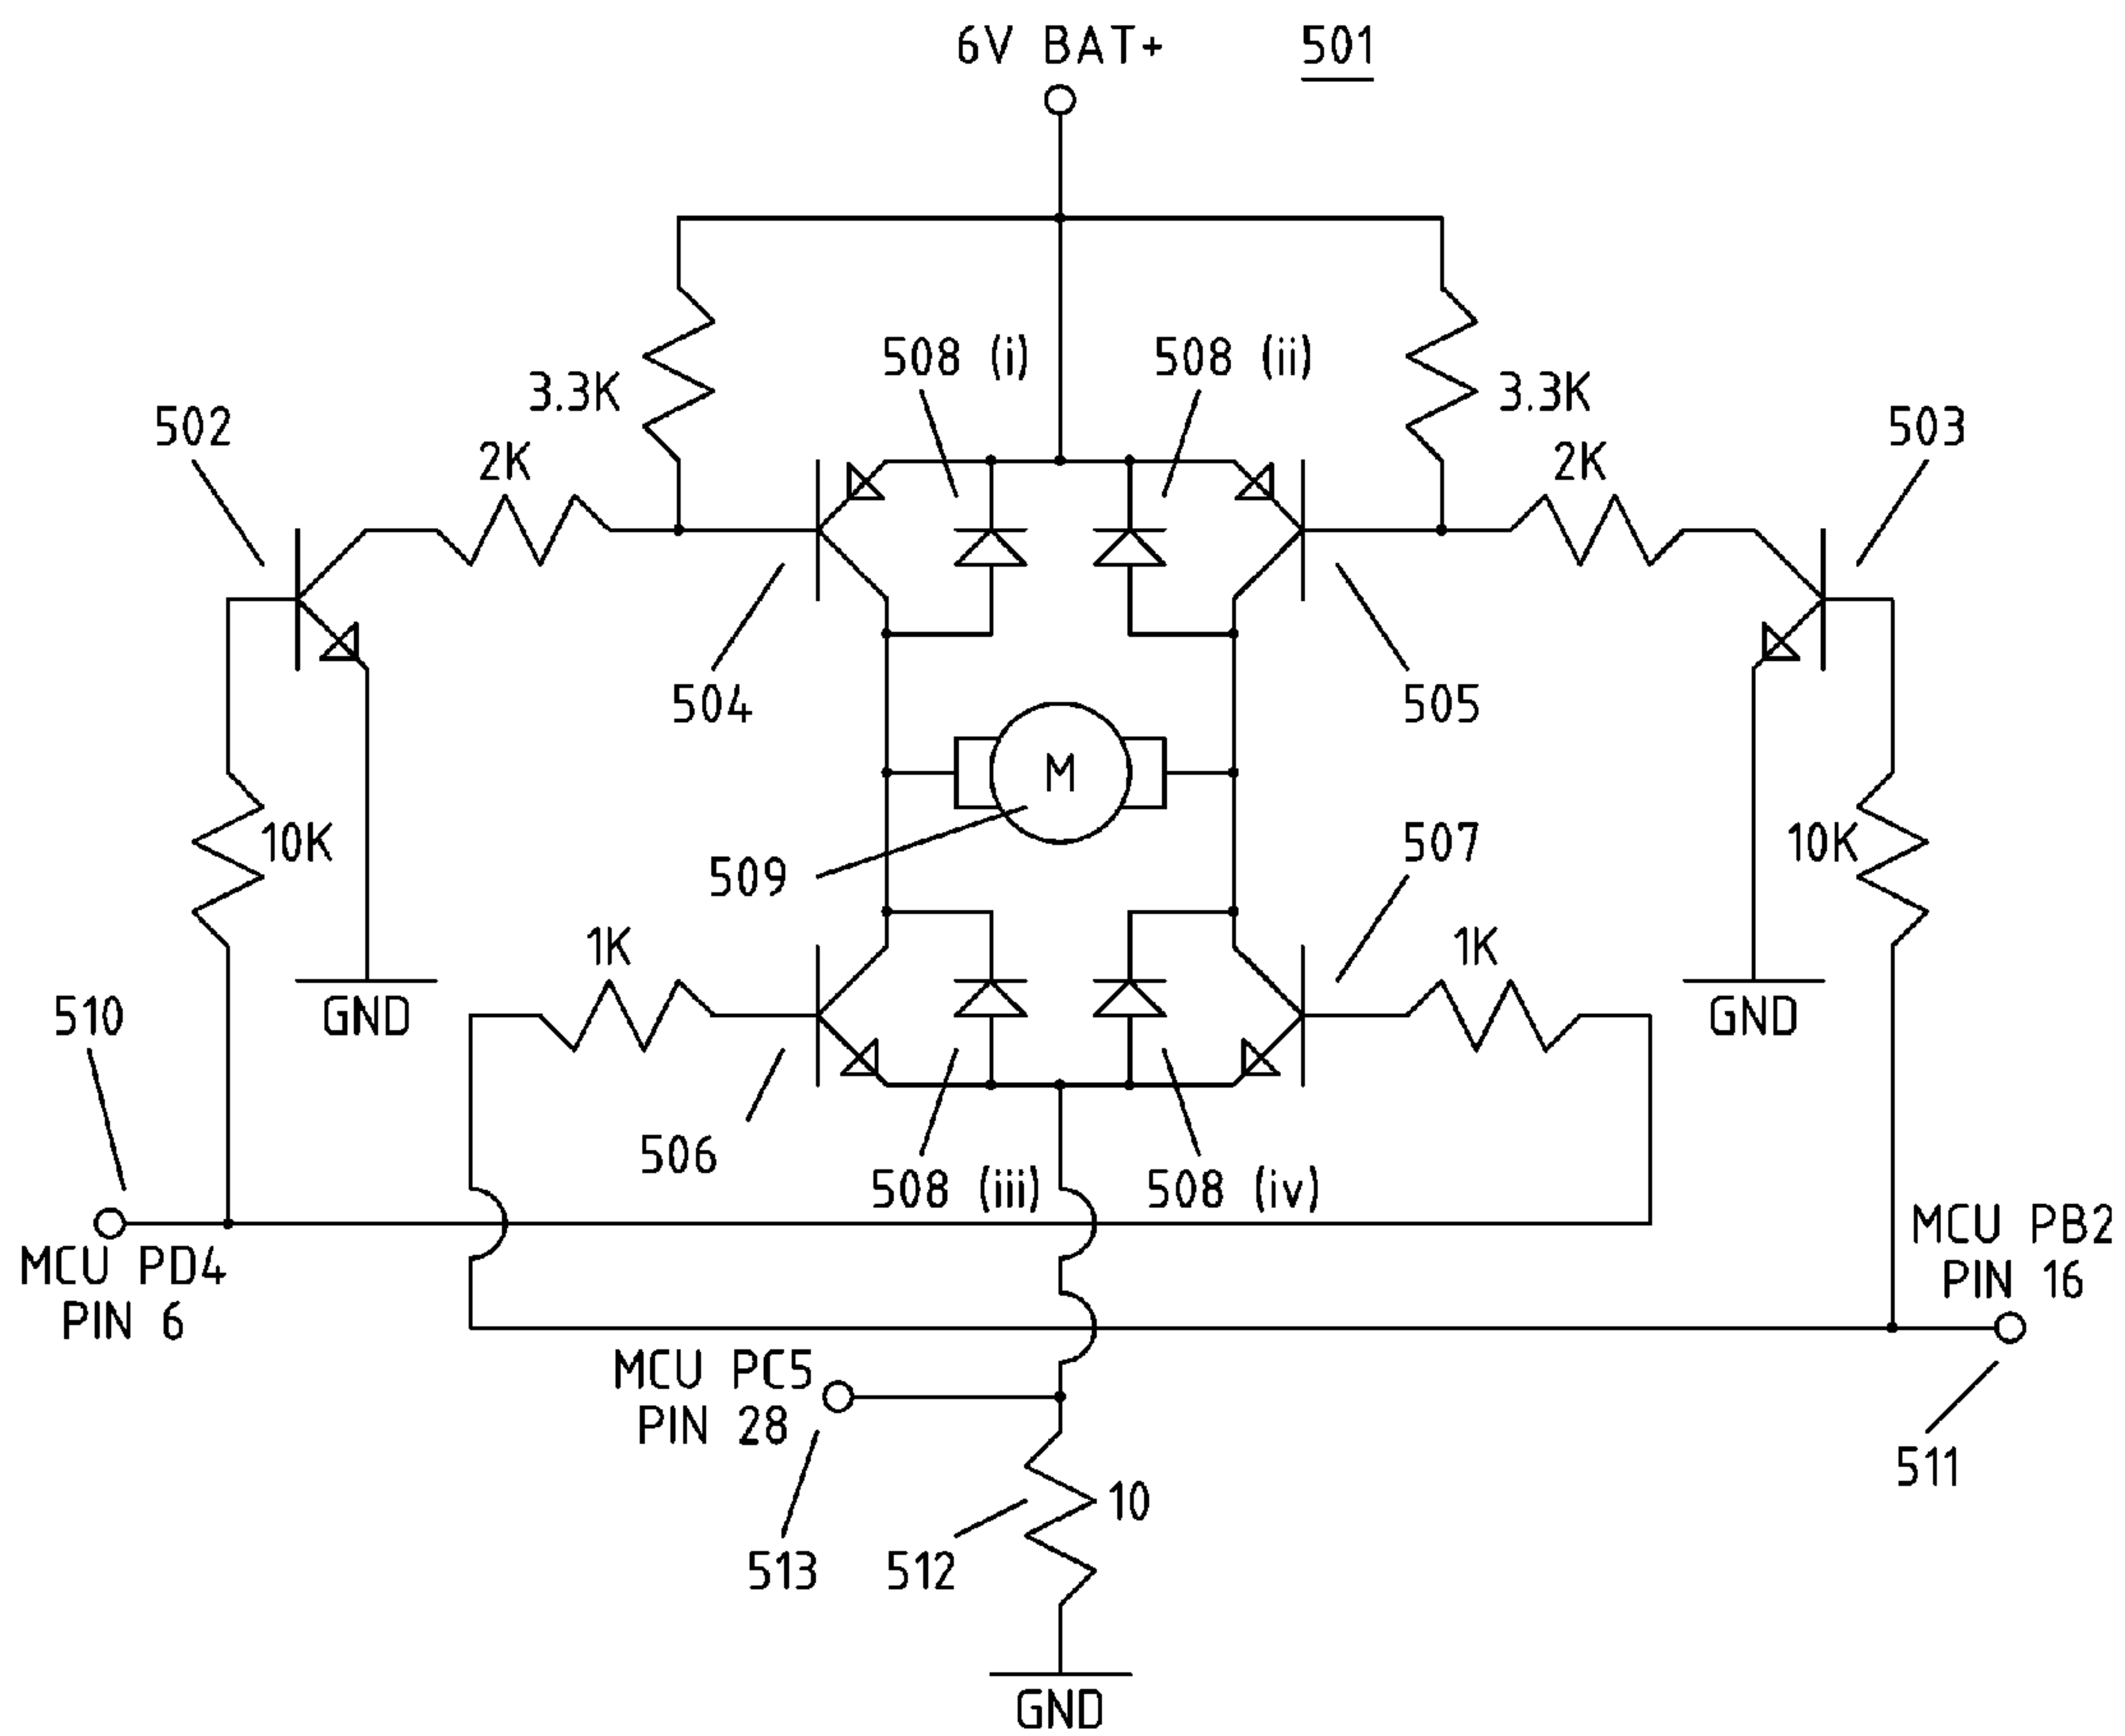 6V BAT+ 501
508 (i) 508 (ii)
3.3K 3.3K
502 503
2K 2K
504 505
M
10K 509 507 10K
1K 1K
510 GND GND
506
508 (iii) 508 (iv)
MCU PD4
PIN 6
MCU PB2
PIN 16
MCU PC5
PIN 28
511
10
513 512
GND